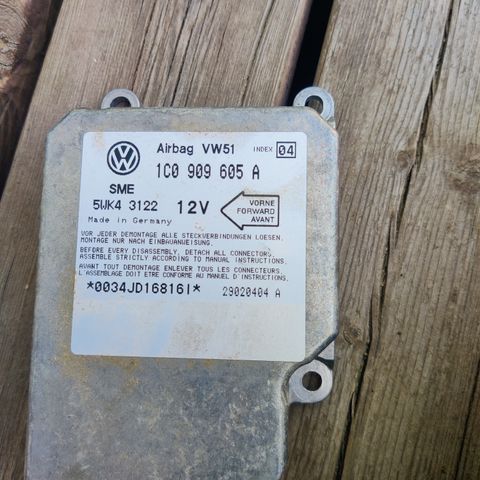 Airbag VW51 INDEX 04
1C0 909 605 A
SME
5WK4 3122 12V
VORNE
FORWARD
AVANT
Made in Germany
VOR JEDER DEMONTAGE ALLE STECKVERBINDUNGEN LOESEN,
MONTAGE NUR NACH EINBAUANWEISUNG.
BEFORE EVERY DISASSEMBLY, DETACH ALL CONNECTORS,
ASSEMBLE STRICTLY ACCORDING TO MANUAL INSTRUCTIONS.
AVANT TOUT DEMONTAGE ENLEVER TOUS LES CONNECTEURS.
L'ASSEMBLAGE DOIT ETRE CONFORME AU MANUEL D'INSTRUCTIONS.
*0034JD16816I*
29020404 A